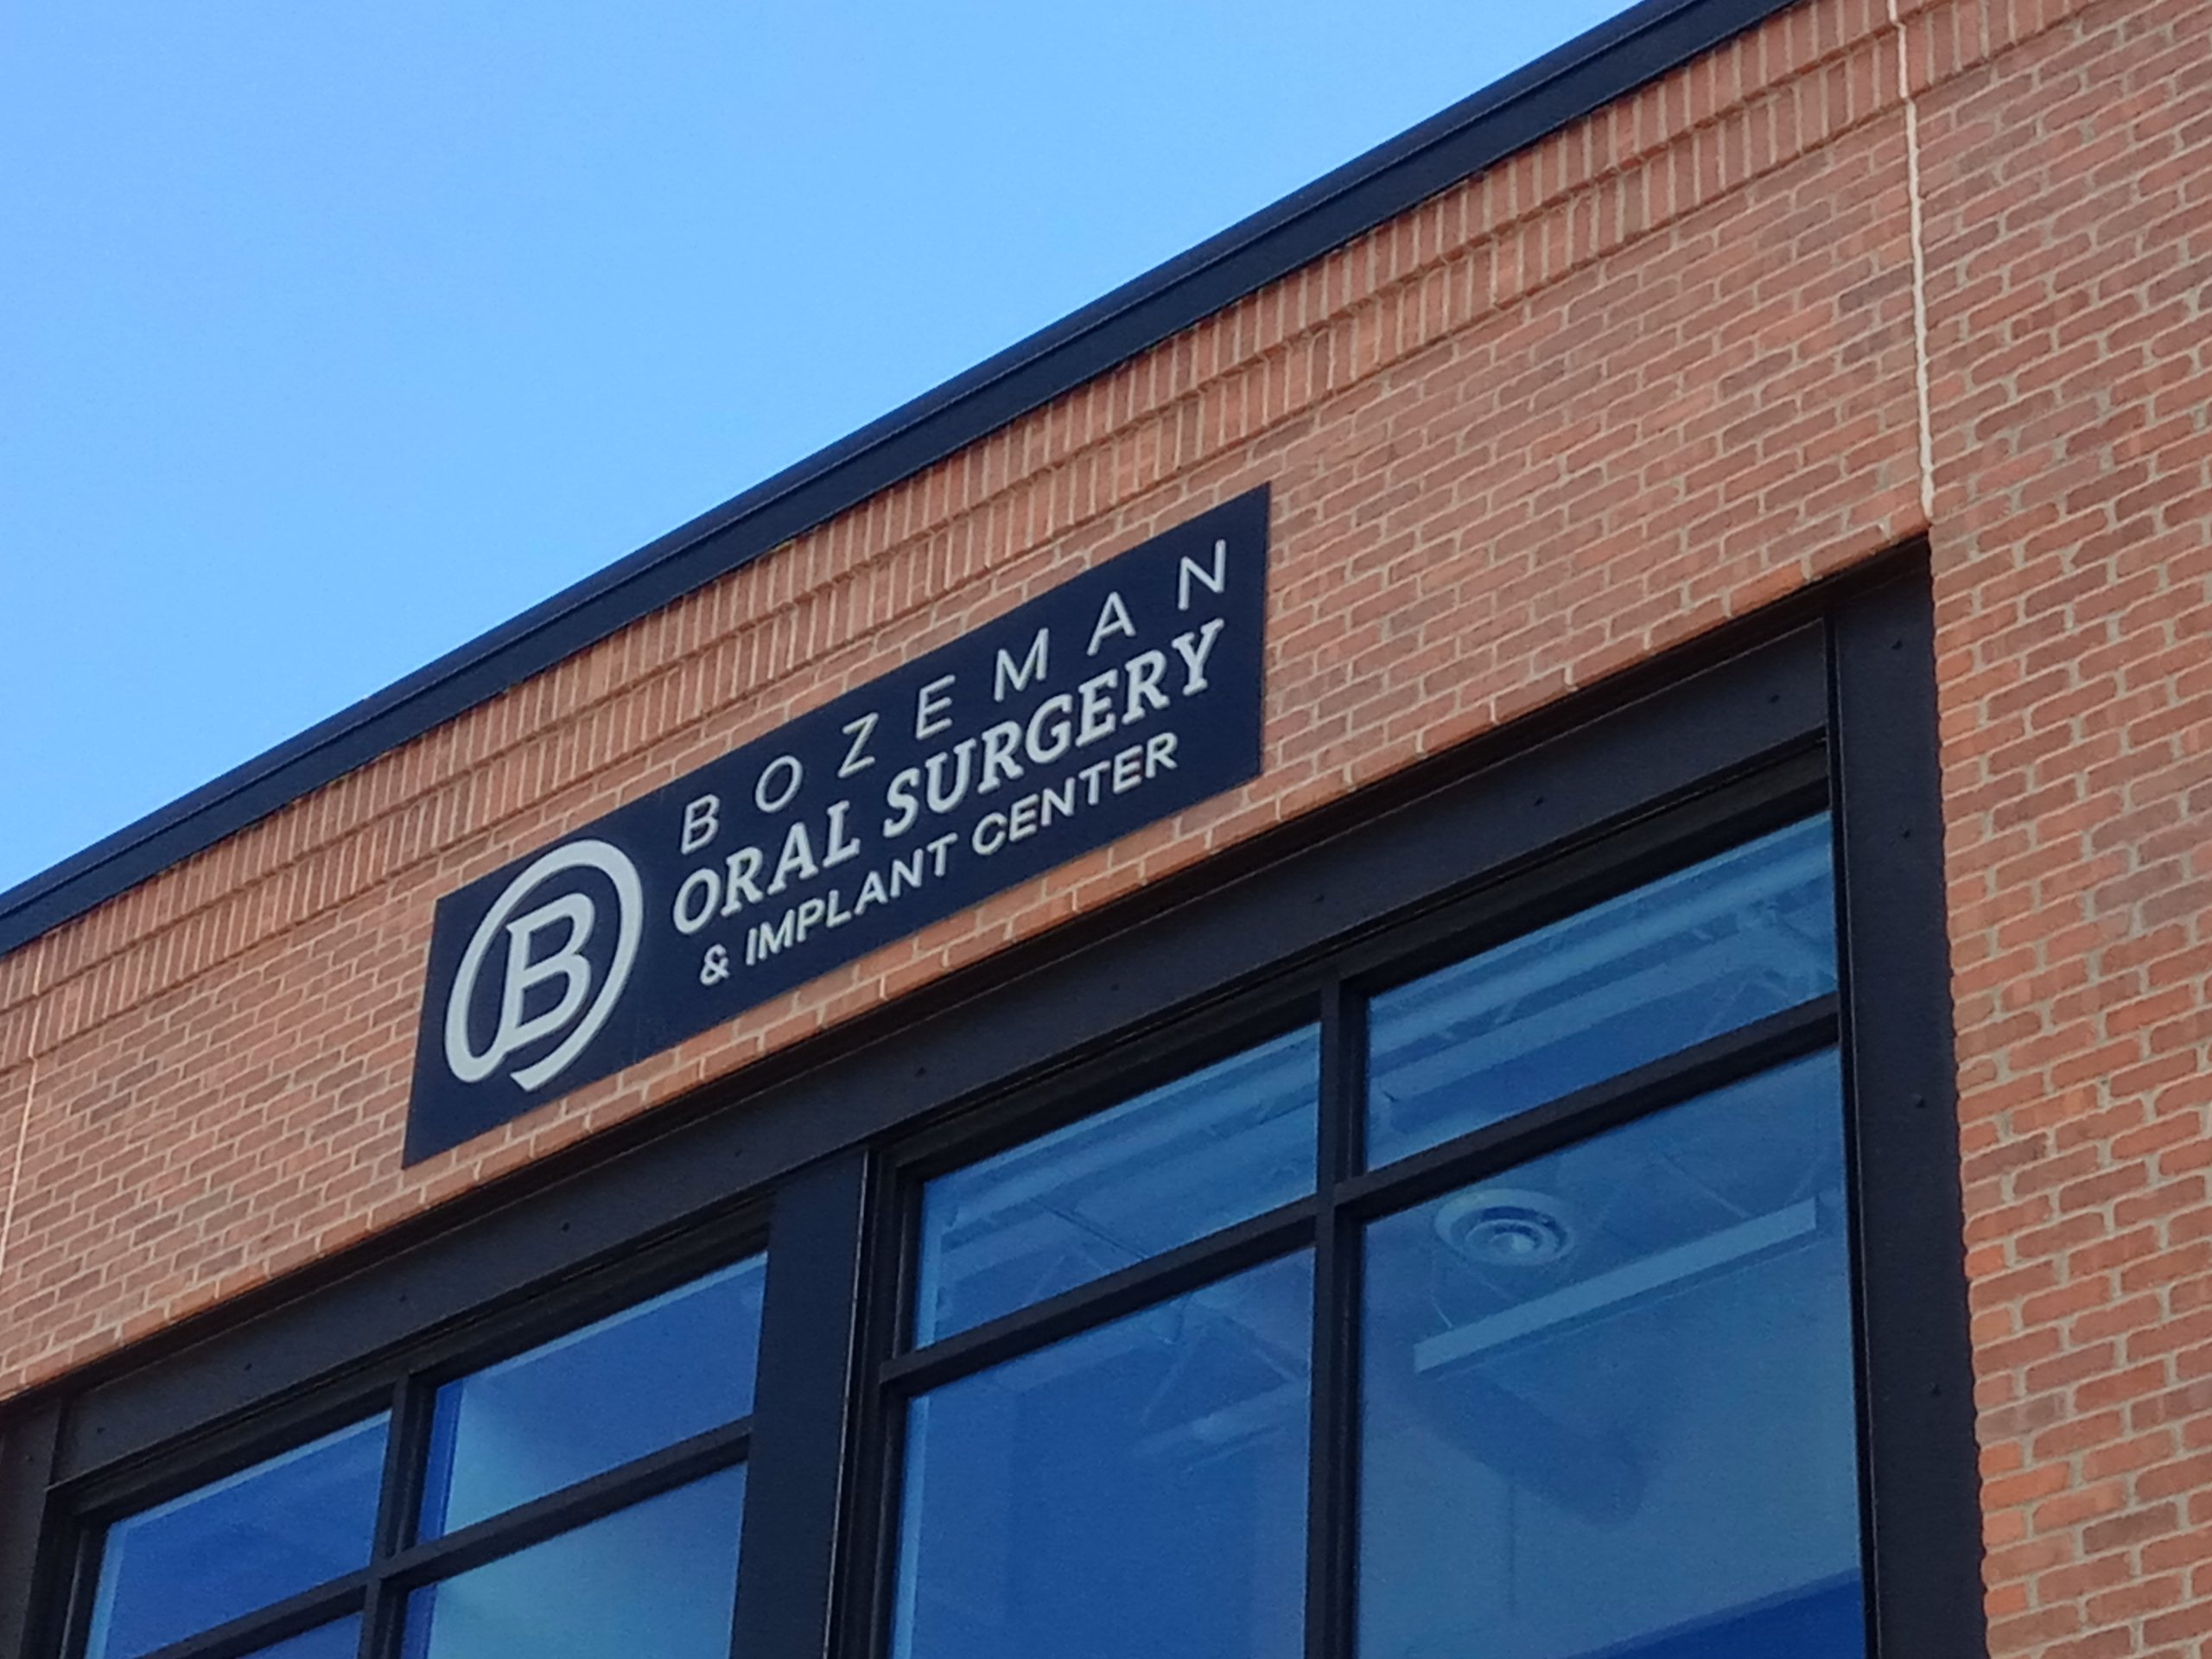 B
BOZEMAN
ORAL SURGERY
& IMPLANT CENTER